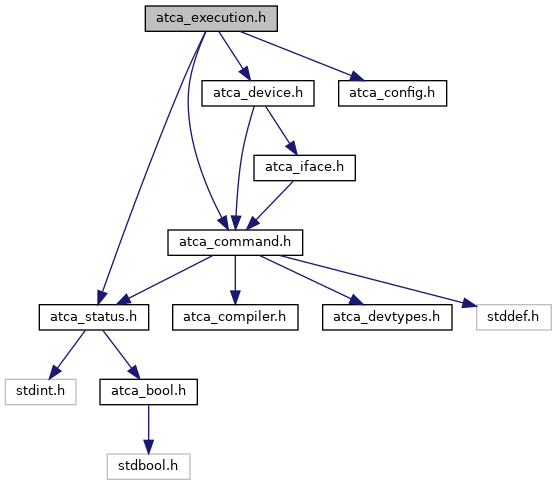 atca_execution.h
atca_device.h
atca_config.h
atca_iface.h
atca_command.h
atca_status.h
atca_compiler.h
atca_devtypes.h
stddef.h
stdint.h
atca_bool.h
stdbool.h